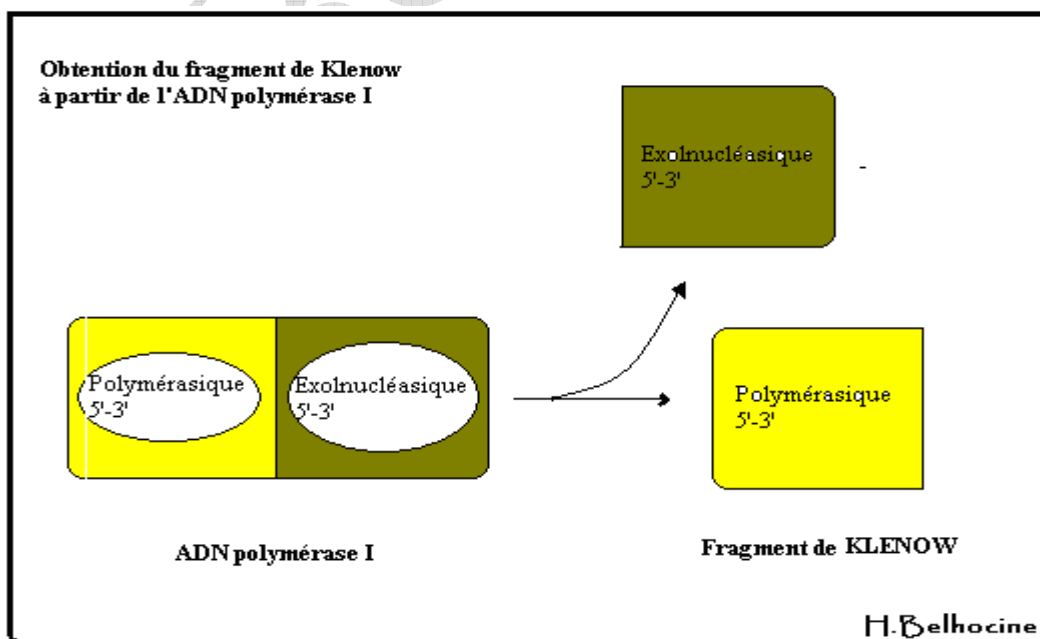 Obtention du fragment de Klenow
à partir de l'ADN polymérase I
Exolnucléasique
5'-3'
Polymérasique
5'-3'
Exolnucléasique
5'-3'
Polymérasique
5'-3'
ADN polymérase I
Fragment de KLENOW
H.Belhocine